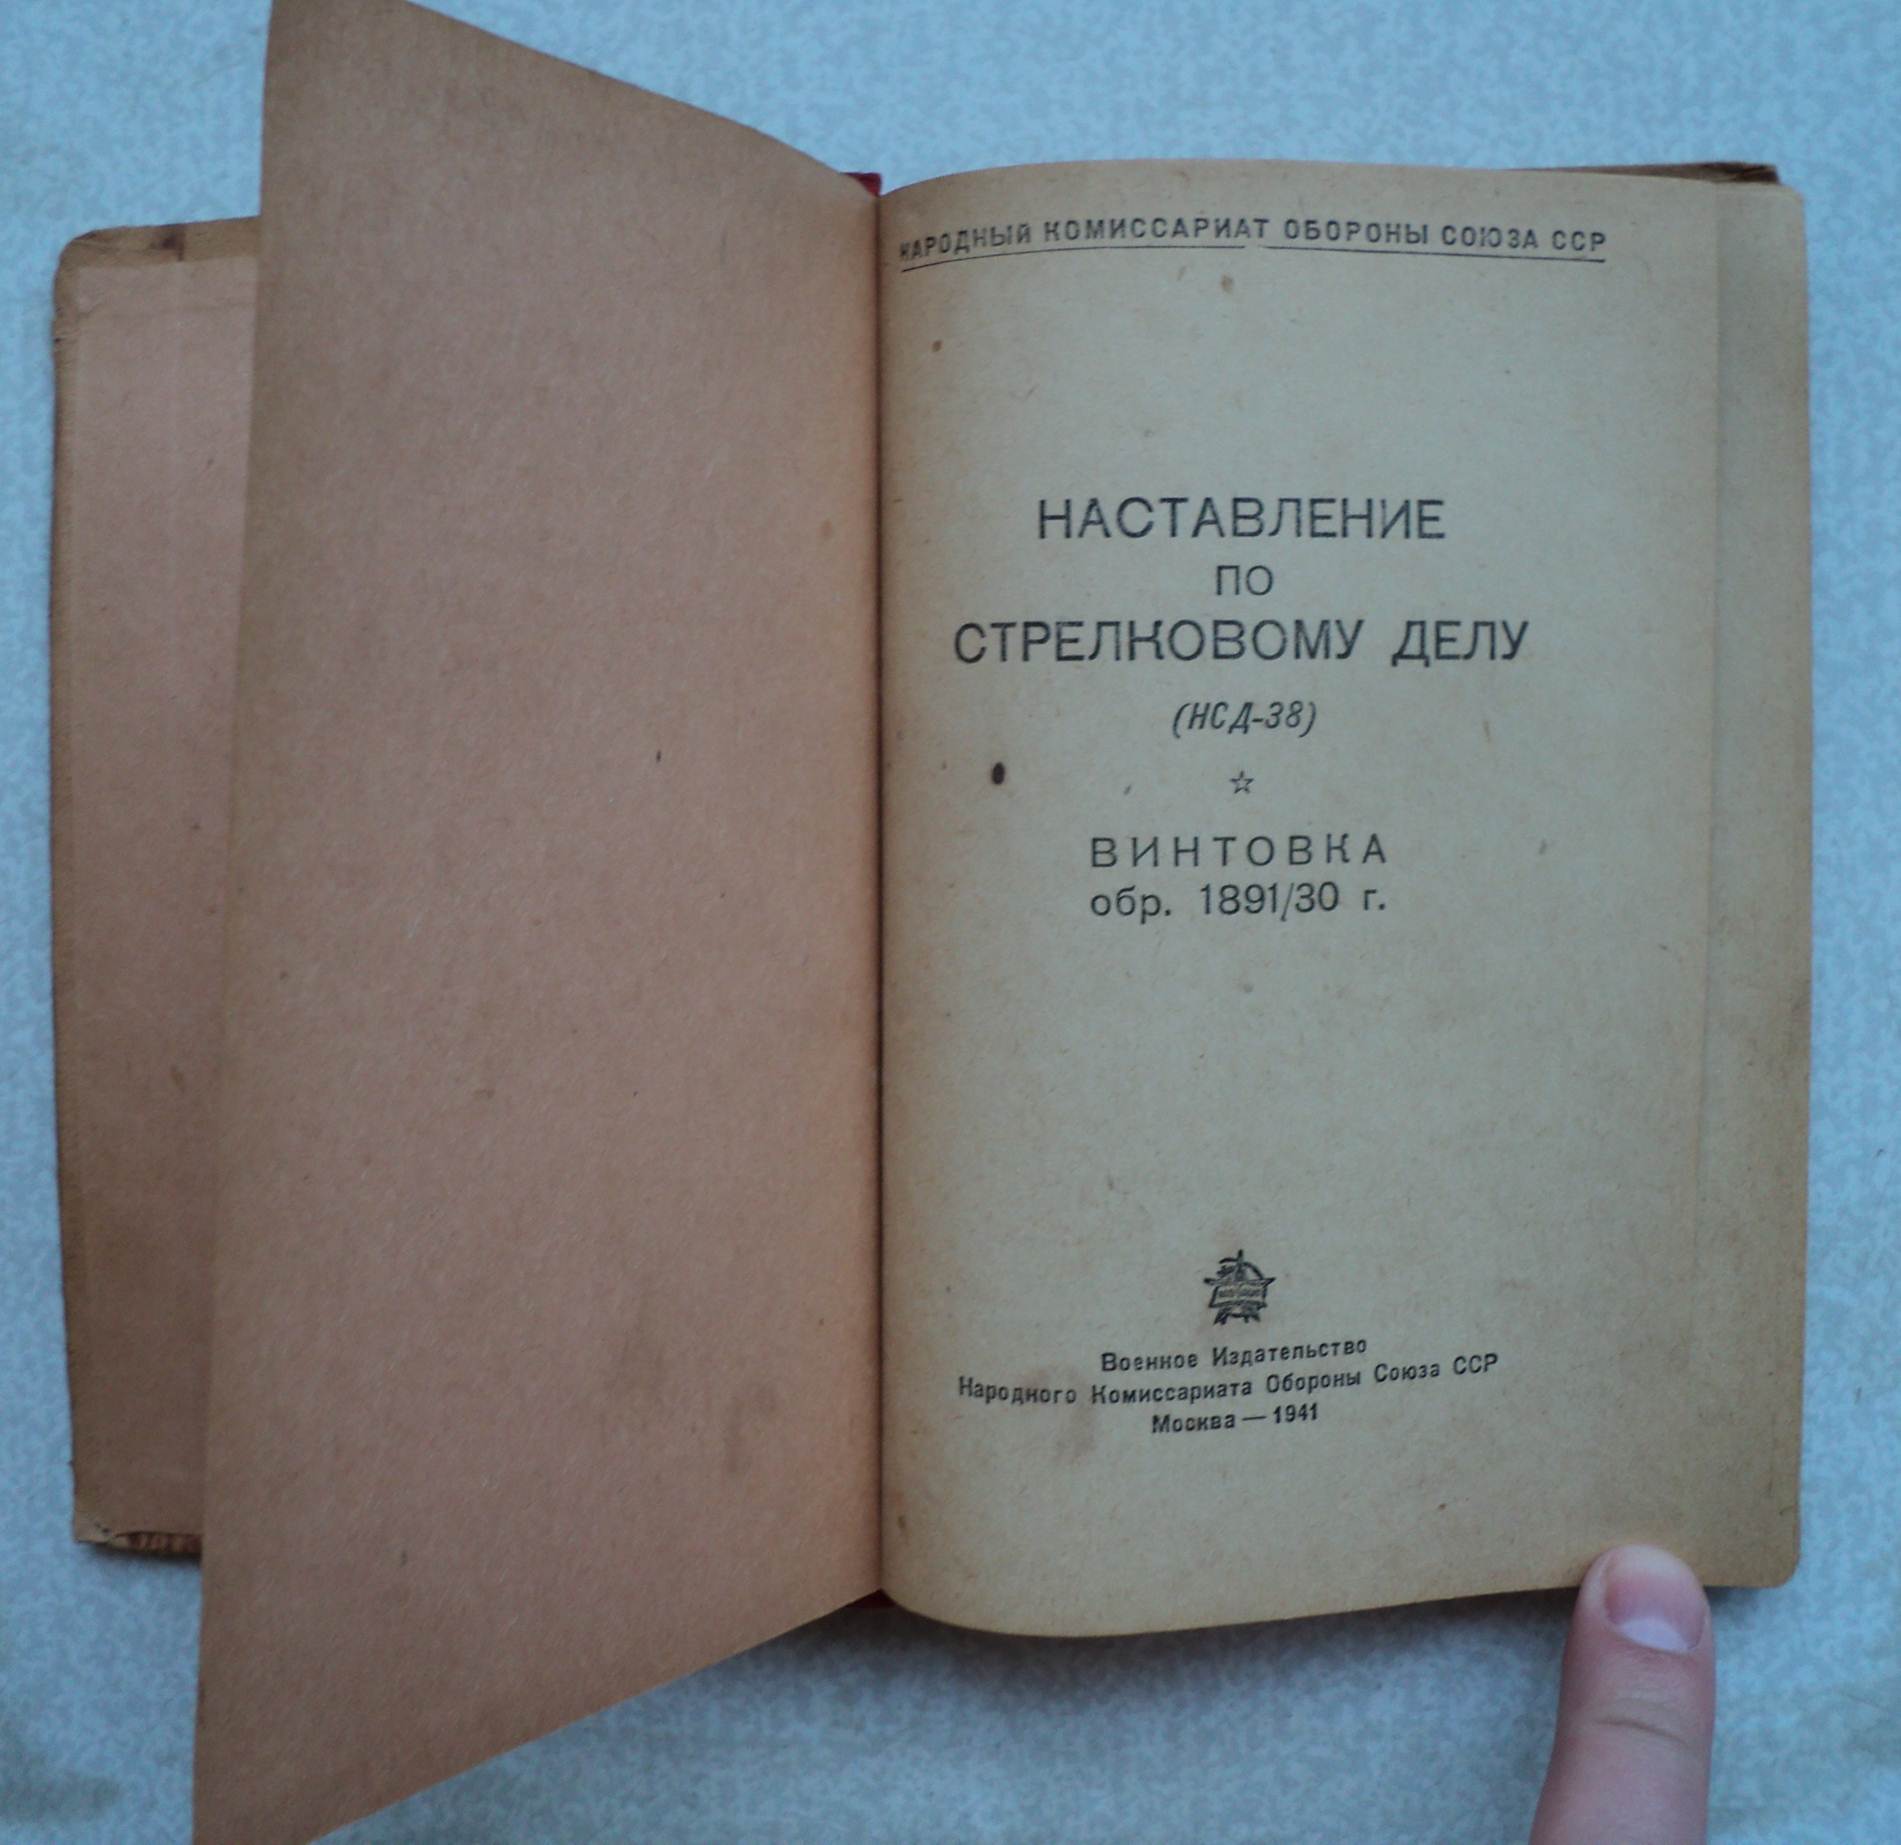 НАРОДНЫЙ КОМИССАРИАТ ОБОРОНЫ СОЮЗА ССР
НАСТАВЛЕНИЕ
ПО
СТРЕЛКОВОМУ ДЕЛУ
(НСД-38)
☆
ВИНТОВКА
обр. 1891/30 г.
Военное Издательство
Народного Комиссариата Обороны Союза ССР
Москва — 1941